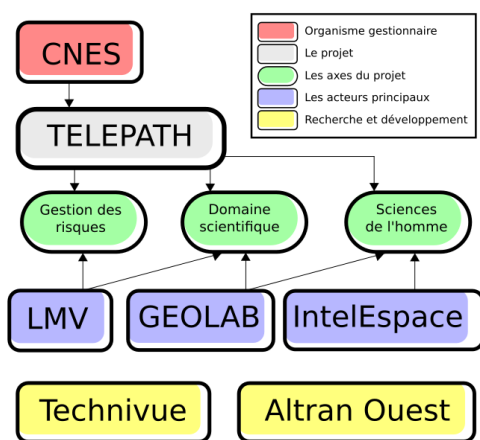 CNES
Organisme gestionnaire
Le projet
Les axes du projet
Les acteurs principaux
Recherche et développement
TELEPATH
Gestion des
risques
Domaine
scientifique
Sciences
de l'homme
LMV
GEOLAB
IntelEspace
Technivue
Altran Ouest